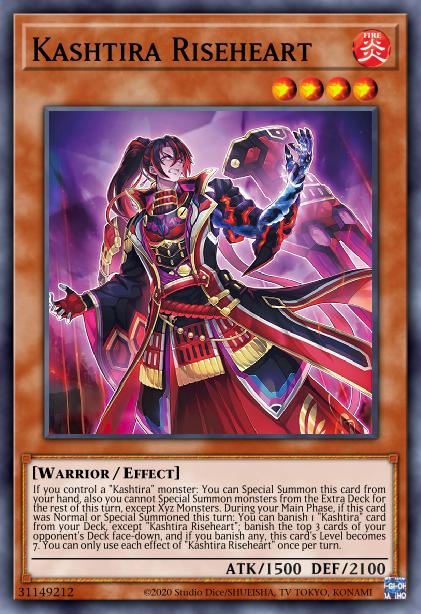 KASHTIRA RISEHEART
FIRE
炎
[WARRIOR / EFFECT]
If you control a "Kashtira" monster: You can Special Summon this card from
your hand, also you cannot Special Summon monsters from the Extra Deck for
the rest of this turn, except Xyz Monsters. During your Main Phase, if this card
was Normal or Special Summoned this turn: You can banish 1 "Kashtira" card
from your Deck, except "Kashtira Riseheart"; banish the top 3 cards of your
opponent's Deck face-down, and if you banish any, this card's Level becomes
7. You can only use each effect of "Kashtira Riseheart" once per turn.
ATK/1500 DEF/2100
31149212
©2020 Studio Dice/SHUEISHA, TV TOKYO, KONAMI